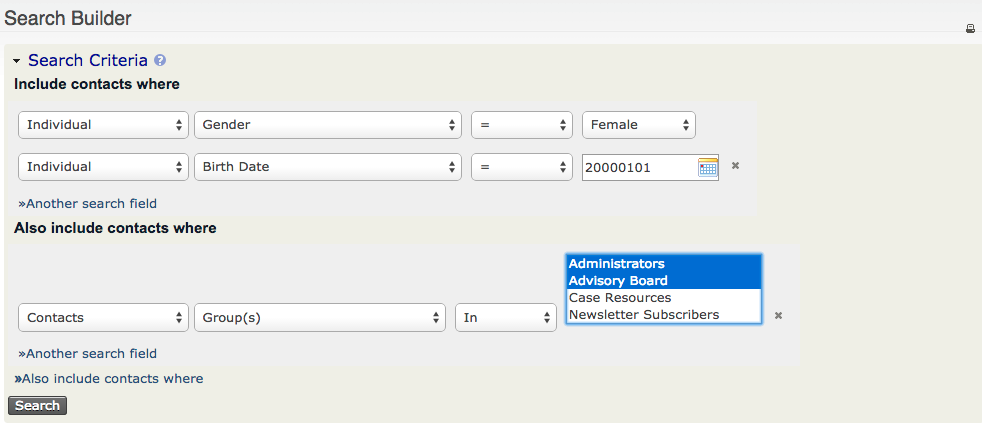 Search Builder
Search Criteria ?
Include contacts where
Individual Gender = Female
Individual Birth Date = 20000101
»Another search field
Also include contacts where
Administrators
Advisory Board
Case Resources
Newsletter Subscribers
Contacts Group(s) In
»Another search field
»Also include contacts where
Search